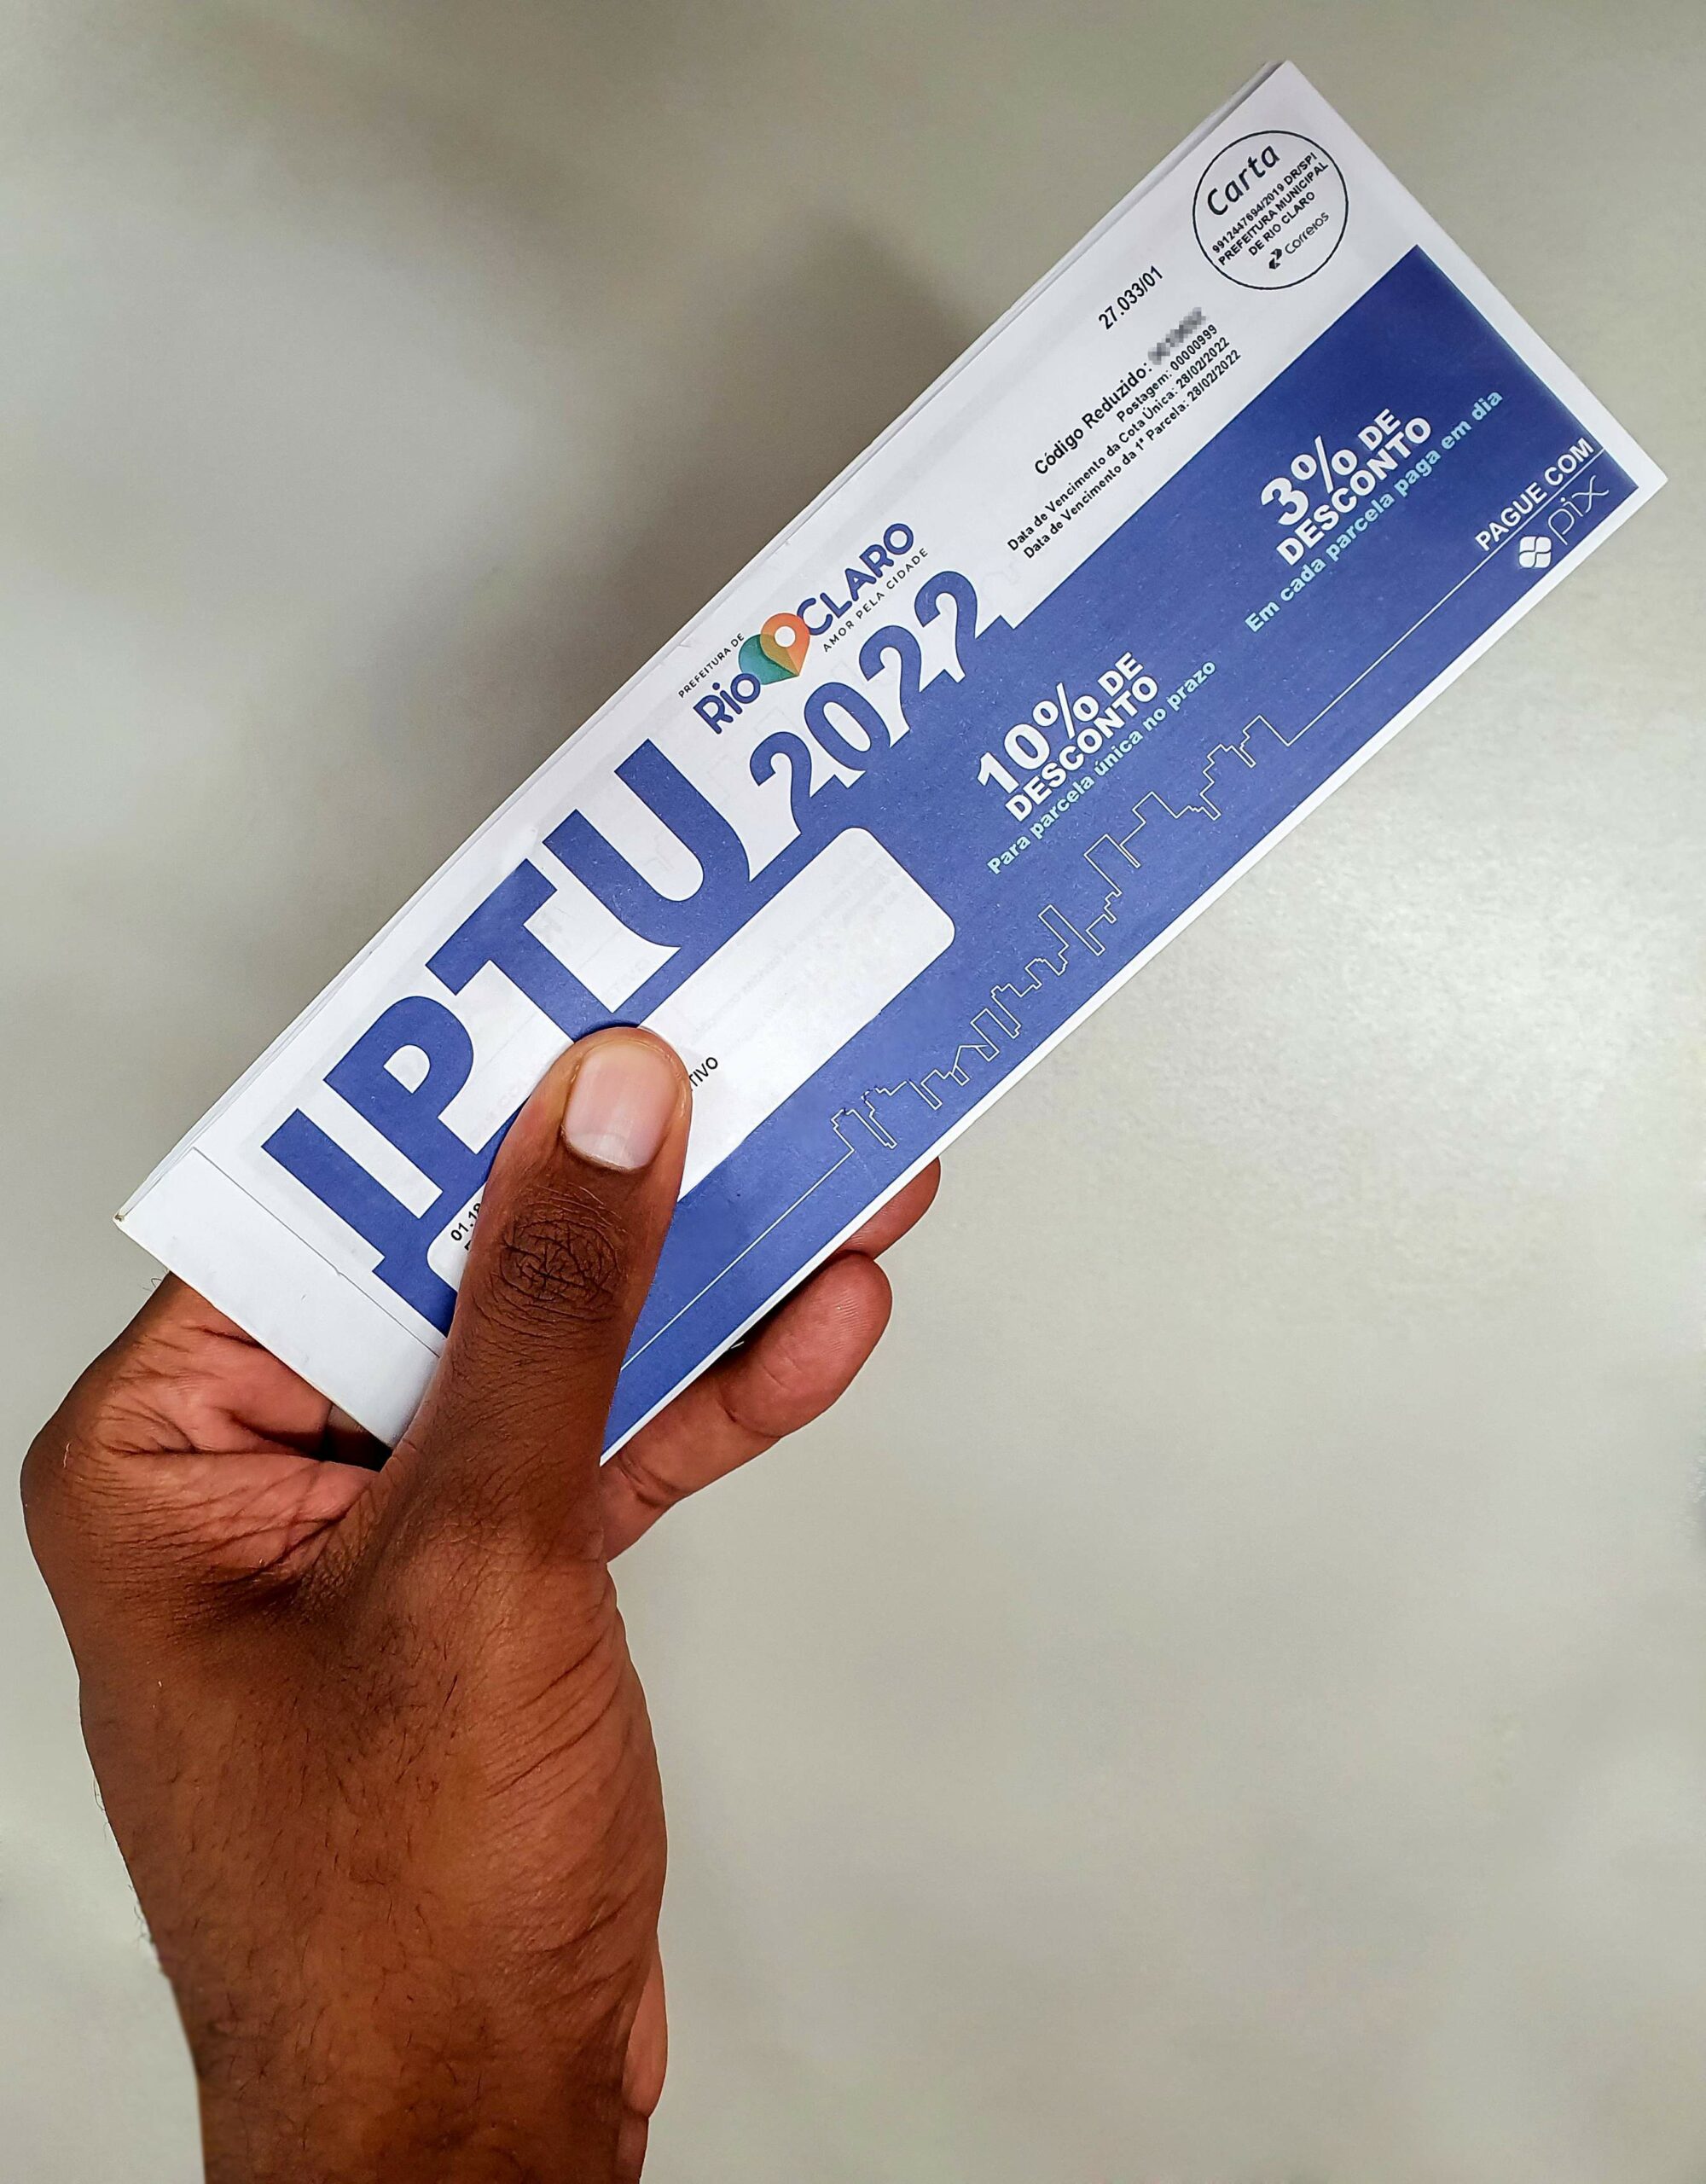 Carta
9912447694/2019 DR/SPI
PREFEITURA MUNICIPAL
DE RIO CLARO
Correios
27.033/01
Código Reduzido:
Postagem: 00000999
Data de Vencimento da Cota Única: 28/02/2022
Data de Vencimento da 1ª Parcela: 28/02/2022
PREFEITURA DE
RIO CLARO
AMOR PELA CIDADE
IPTU
2022
10% DE
DESCONTO
Para parcela única no prazo
3% DE
DESCONTO
Em cada parcela paga em dia
PAGUE COM
pix
TIVO
01.18